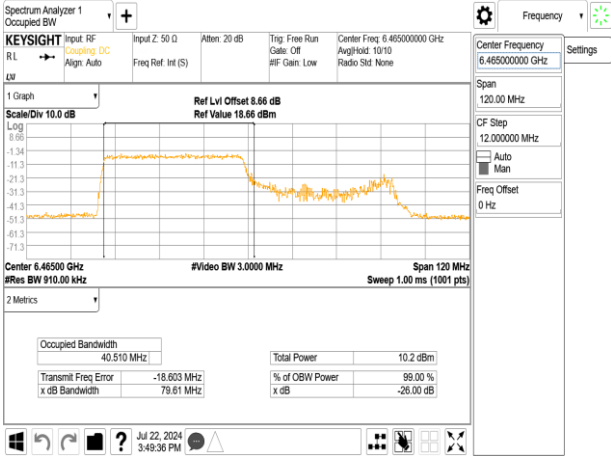 Spectrum Analyzer 1
Occupied BW
+
Frequency
KEYSIGHT
RL
Input: RF
Coupling: DC
Align: Auto
Input Z: 50 Ω
Freq Ref: Int (S)
Atten: 20 dB
Trig: Free Run
Gate: Off
#IF Gain: Low
Center Freq: 6.465000000 GHz
Avg|Hold: 10/10
Radio Std: None
Center Frequency
6.465000000 GHz
Settings
Span
120.00 MHz
CF Step
12.000000 MHz
Auto
Man
Freq Offset
0 Hz
1 Graph
Scale/Div 10.0 dB
Ref Lvl Offset 8.66 dB
Ref Value 18.66 dBm
Log
8.66
-1.34
-11.3
-21.3
-31.3
-41.3
-51.3
-61.3
-71.3
Center 6.46500 GHz
#Video BW 3.0000 MHz
Span 120 MHz
#Res BW 910.00 kHz
Sweep 1.00 ms (1001 pts)
2 Metrics
Occupied Bandwidth
40.510 MHz
Total Power 10.2 dBm
Transmit Freq Error -18.603 MHz
% of OBW Power 99.00 %
x dB Bandwidth 79.61 MHz
x dB -26.00 dB
?
Jul 22, 2024
3:49:36 PM